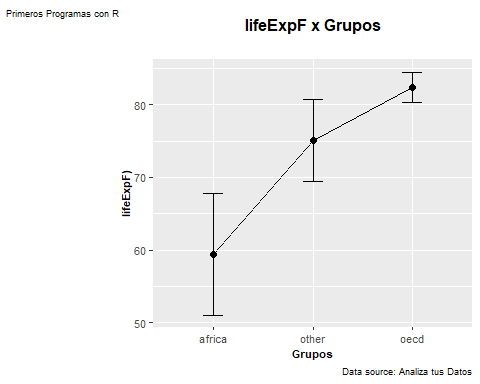 Primeros Programas con R
lifeExpF x Grupos
lifeExpF)
80
70
60
50
africa
other
oecd
Grupos
Data source: Analiza tus Datos